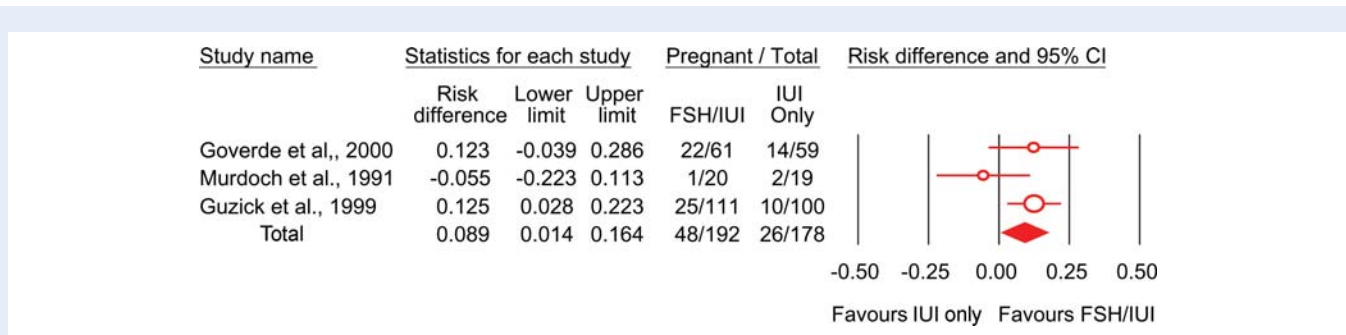 Study name Statistics for each study Pregnant / Total Risk difference and 95% CI
Risk difference Lower limit Upper limit FSH/IUI IUI Only
Goverde et al,, 2000 0.123 -0.039 0.286 22/61 14/59
Murdoch et al., 1991 -0.055 -0.223 0.113 1/20 2/19
Guzick et al., 1999 0.125 0.028 0.223 25/111 10/100
Total 0.089 0.014 0.164 48/192 26/178
-0.50 -0.25 0.00 0.25 0.50
Favours IUI only Favours FSH/IUI